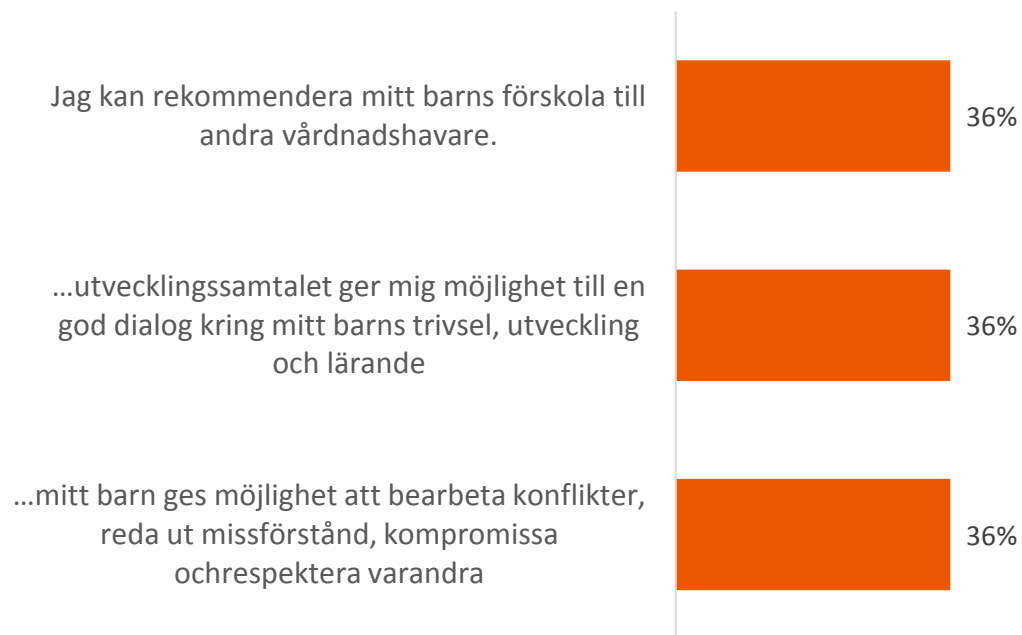 Jag kan rekommendera mitt barns förskola till
andra vårdnadshavare.
36%
...utvecklingssamtalet ger mig möjlighet till en
god dialog kring mitt barns trivsel, utveckling
och lärande
36%
...mitt barn ges möjlighet att bearbeta konflikter,
reda ut missförstånd, kompromissa
ochrespektera varandra
36%